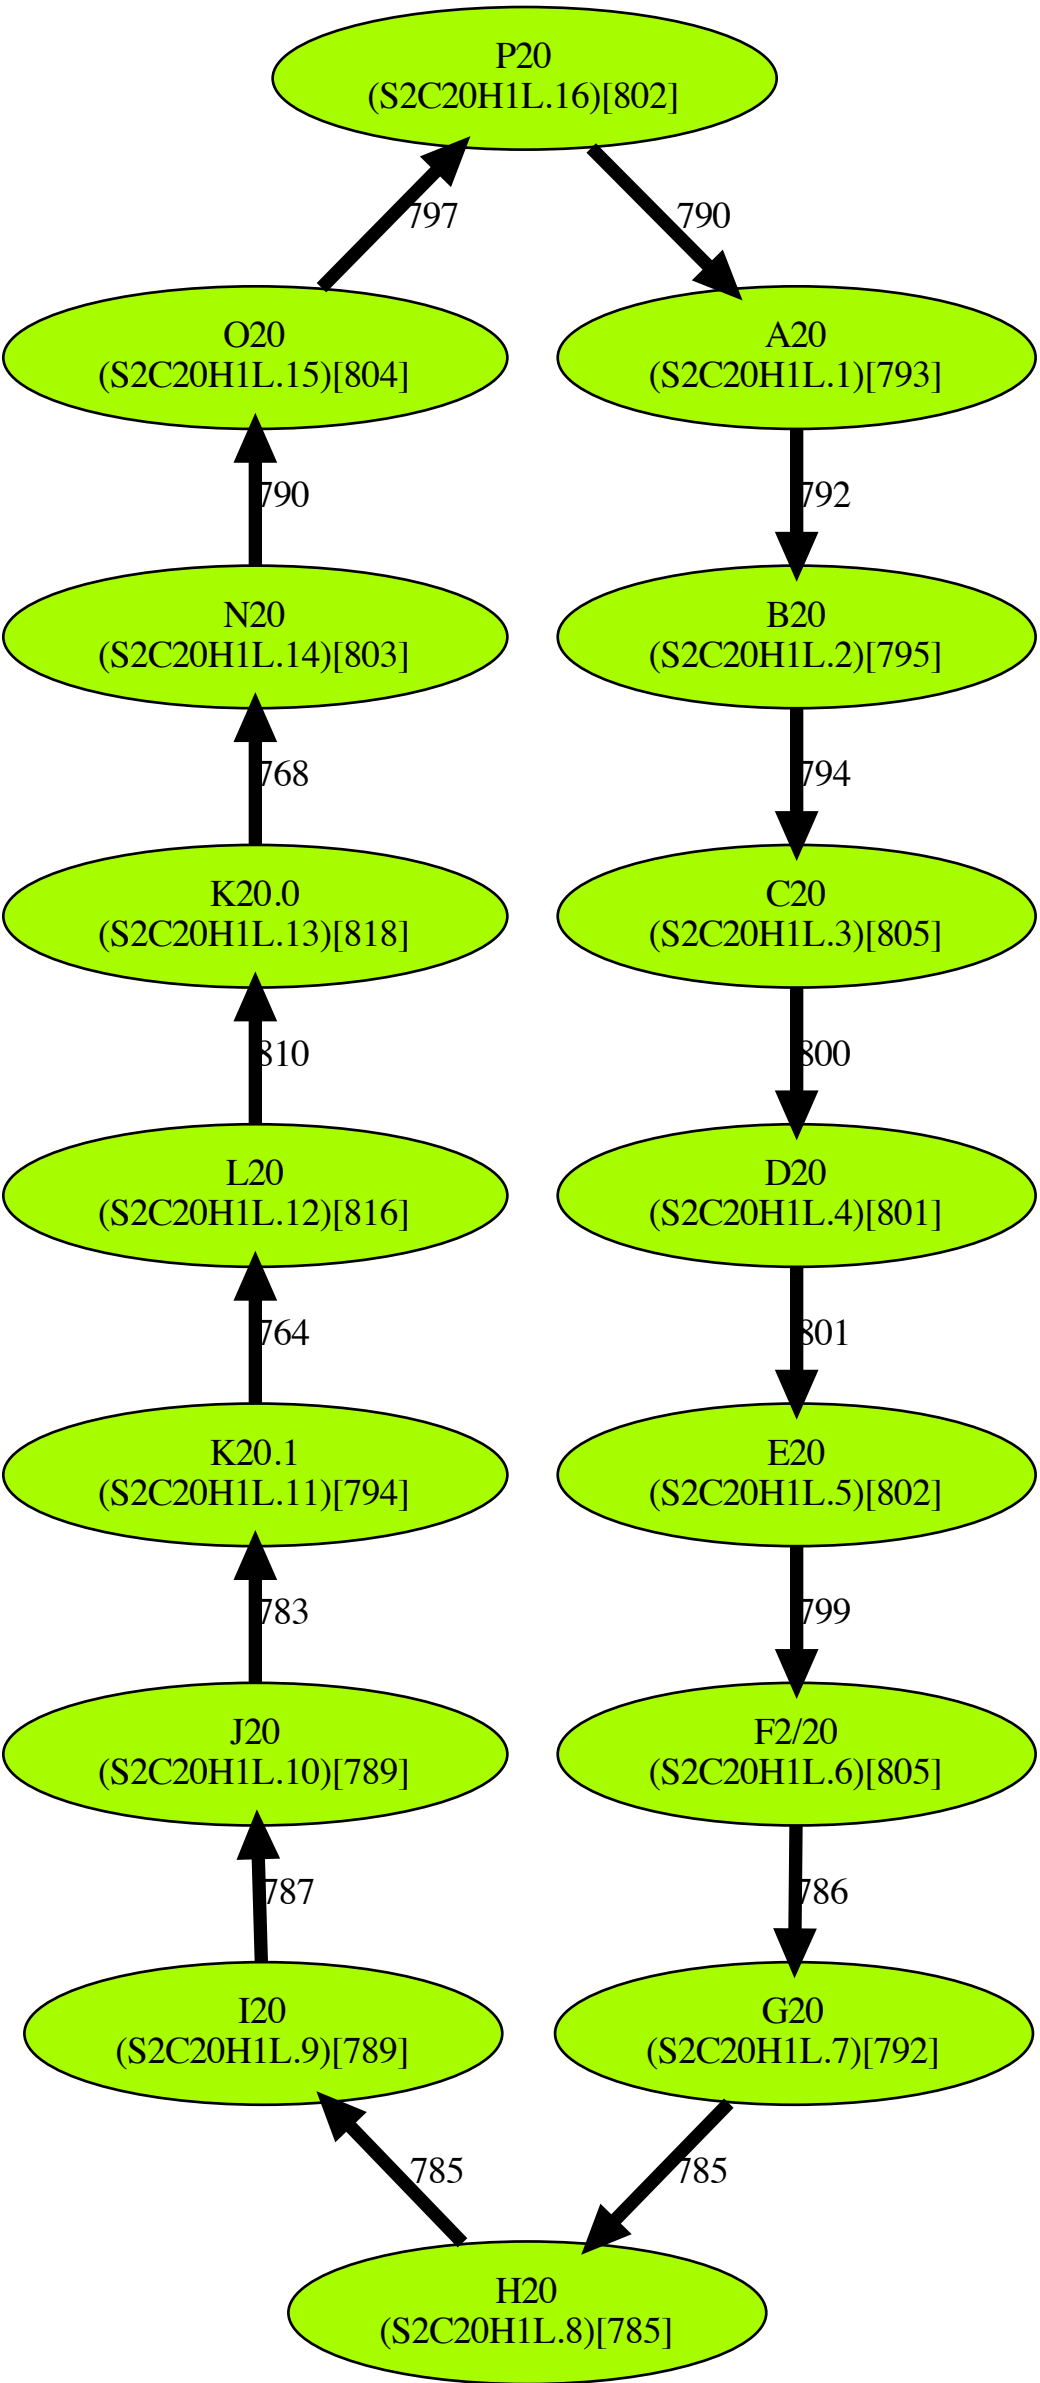 P20
(S2C20H1L.16)[802]
797
790
O20
(S2C20H1L.15)[804]
A20
(S2C20H1L.1)[793]
790
792
N20
(S2C20H1L.14)[803]
B20
(S2C20H1L.2)[795]
768
794
K20.0
(S2C20H1L.13)[818]
C20
(S2C20H1L.3)[805]
810
800
L20
(S2C20H1L.12)[816]
D20
(S2C20H1L.4)[801]
764
801
K20.1
(S2C20H1L.11)[794]
E20
(S2C20H1L.5)[802]
783
799
J20
(S2C20H1L.10)[789]
F2/20
(S2C20H1L.6)[805]
787
786
I20
(S2C20H1L.9)[789]
G20
(S2C20H1L.7)[792]
785
785
H20
(S2C20H1L.8)[785]